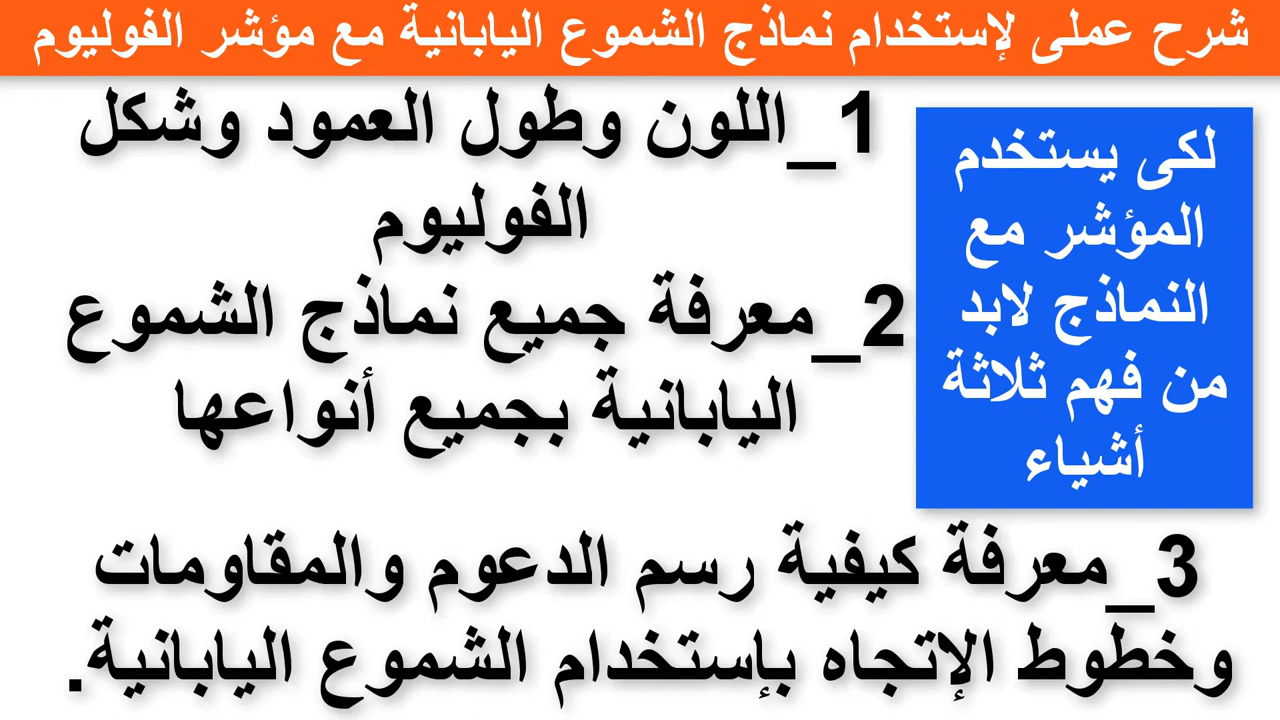 شرح عملى لإستخدام نماذج الشموع اليابانية مع مؤشر الفوليوم
لكى يستخدم
المؤشر مع
النماذج لابد
من فهم ثلاثة
أشياء
1_اللون وطول العمود وشكل
الفوليوم
2_معرفة جميع نماذج الشموع
اليابانية بجميع أنواعها
3_معرفة كيفية رسم الدعوم والمقاومات
وخطوط الإتجاه بإستخدام الشموع اليابانية.